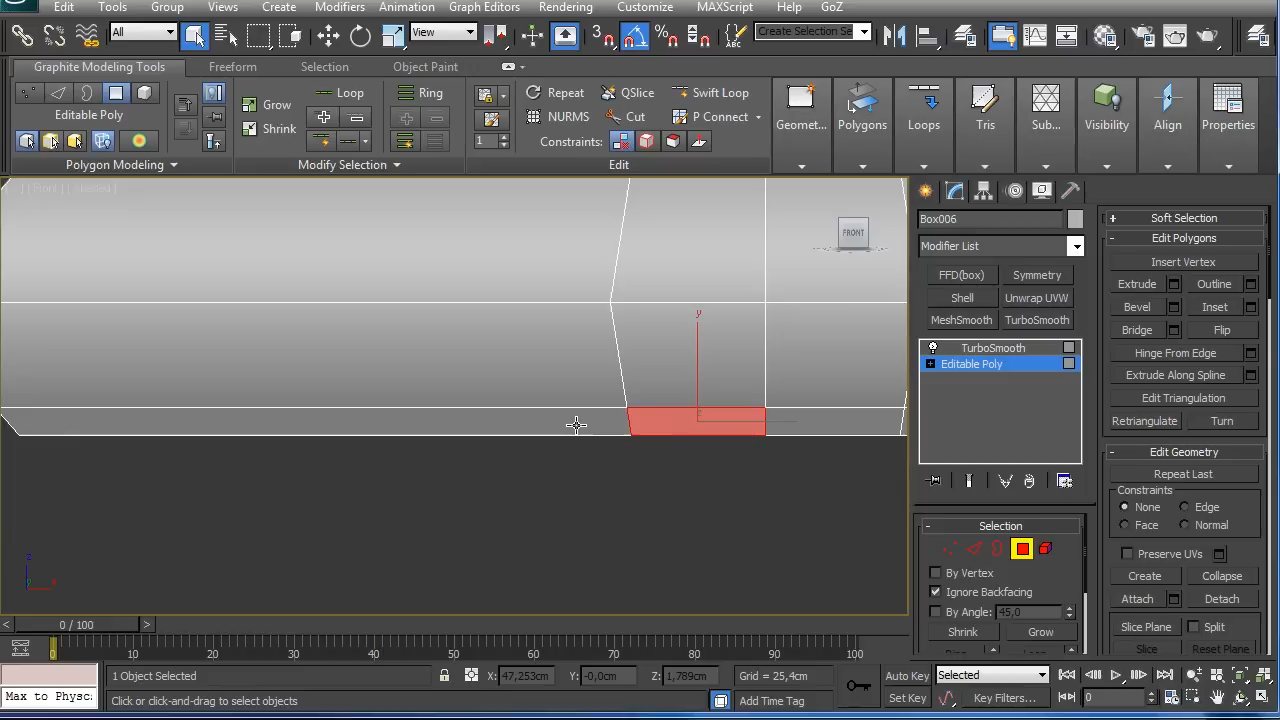 Edit Tools Group Views Create Modifiers Animation Graph Editors Rendering Customize MAXScript Help GoZ
All View 3 Create Selection Se
Graphite Modeling Tools Freeform Selection Object Paint
Loop Ring Repeat QSlice Swift Loop
Grow NURMS Cut P Connect
Editable Poly Shrink Geomet... Polygons Loops Tris Sub... Visibility Align Properties
1 Constraints:
Polygon Modeling Modify Selection Edit
FRONT
y
z
x
Box006
Modifier List
FFD(box) Symmetry
Shell Unwrap UVW
MeshSmooth TurboSmooth
TurboSmooth
Editable Poly
Selection
By Vertex
Ignore Backfacing
By Angle: 45,0
Shrink Grow
Soft Selection
Edit Polygons
Insert Vertex
Extrude Outline
Bevel Inset
Bridge Flip
Hinge From Edge
Extrude Along Spline
Edit Triangulation
Retriangulate Turn
Edit Geometry
Repeat Last
Constraints
None Edge
Face Normal
Preserve UVs
Create Collapse
Attach Detach
Slice Plane Split
Slice Reset Plane
< 0 / 100 >
0 10 20 30 40 50 60 70 80 90 100
1 Object Selected X: 47,253cm Y: -0,0cm Z: 1,789cm Grid = 25,4cm Auto Key Selected
Max to Physc: Click or click-and-drag to select objects Add Time Tag Set Key Key Filters... 0